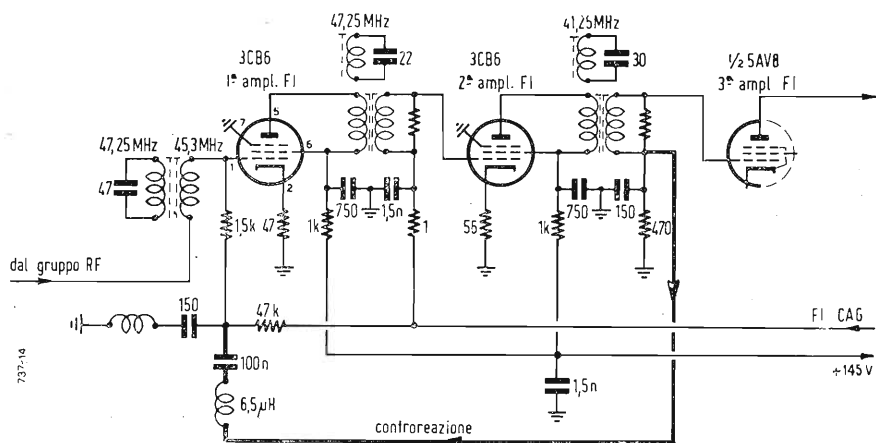 47,25 MHz
22
3CB6
1ª ampl. FI
41,25 MHz
30
3CB6
2ª ampl. FI
1/2 5AV8
3ª ampl FI
47,25 MHz
45,3 MHz
47
5
7
6
1
2
1,5k
47
1k
750
1,5n
1
56
1k
750
150
470
dal gruppo RF
150
47k
FI CAG
100n
+145 V
1,5n
6,5µH
controreazione
737-14